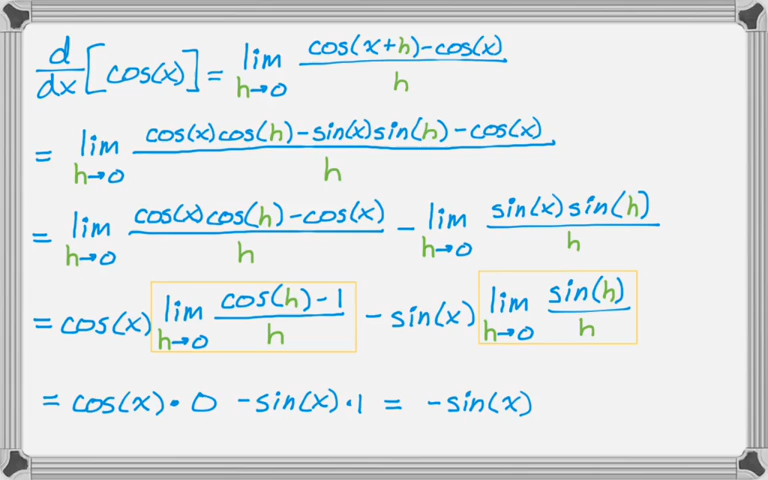 d/dx [cos(x)] = lim h→0 (cos(x+h)-cos(x))/h
= lim h→0 (cos(x)cos(h)-sin(x)sin(h)-cos(x))/h
= lim h→0 (cos(x)cos(h)-cos(x))/h - lim h→0 (sin(x)sin(h))/h
= cos(x) lim h→0 (cos(h)-1)/h - sin(x) lim h→0 sin(h)/h
= cos(x)·0 -sin(x)·1 = -sin(x)